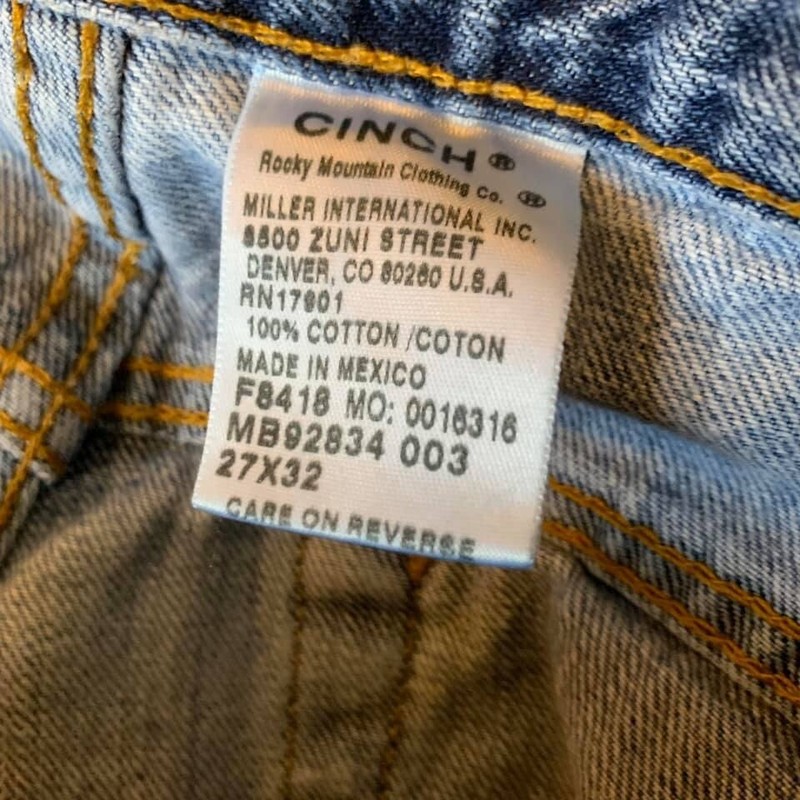 CINCH ®
Rocky Mountain Clothing Co. ®
MILLER INTERNATIONAL INC.
8500 ZUNI STREET
DENVER, CO 80260 U.S.A.
RN17801
100% COTTON /COTON
MADE IN MEXICO
F8418 MO: 0016316
MB92834 003
27X32
CARE ON REVERSE